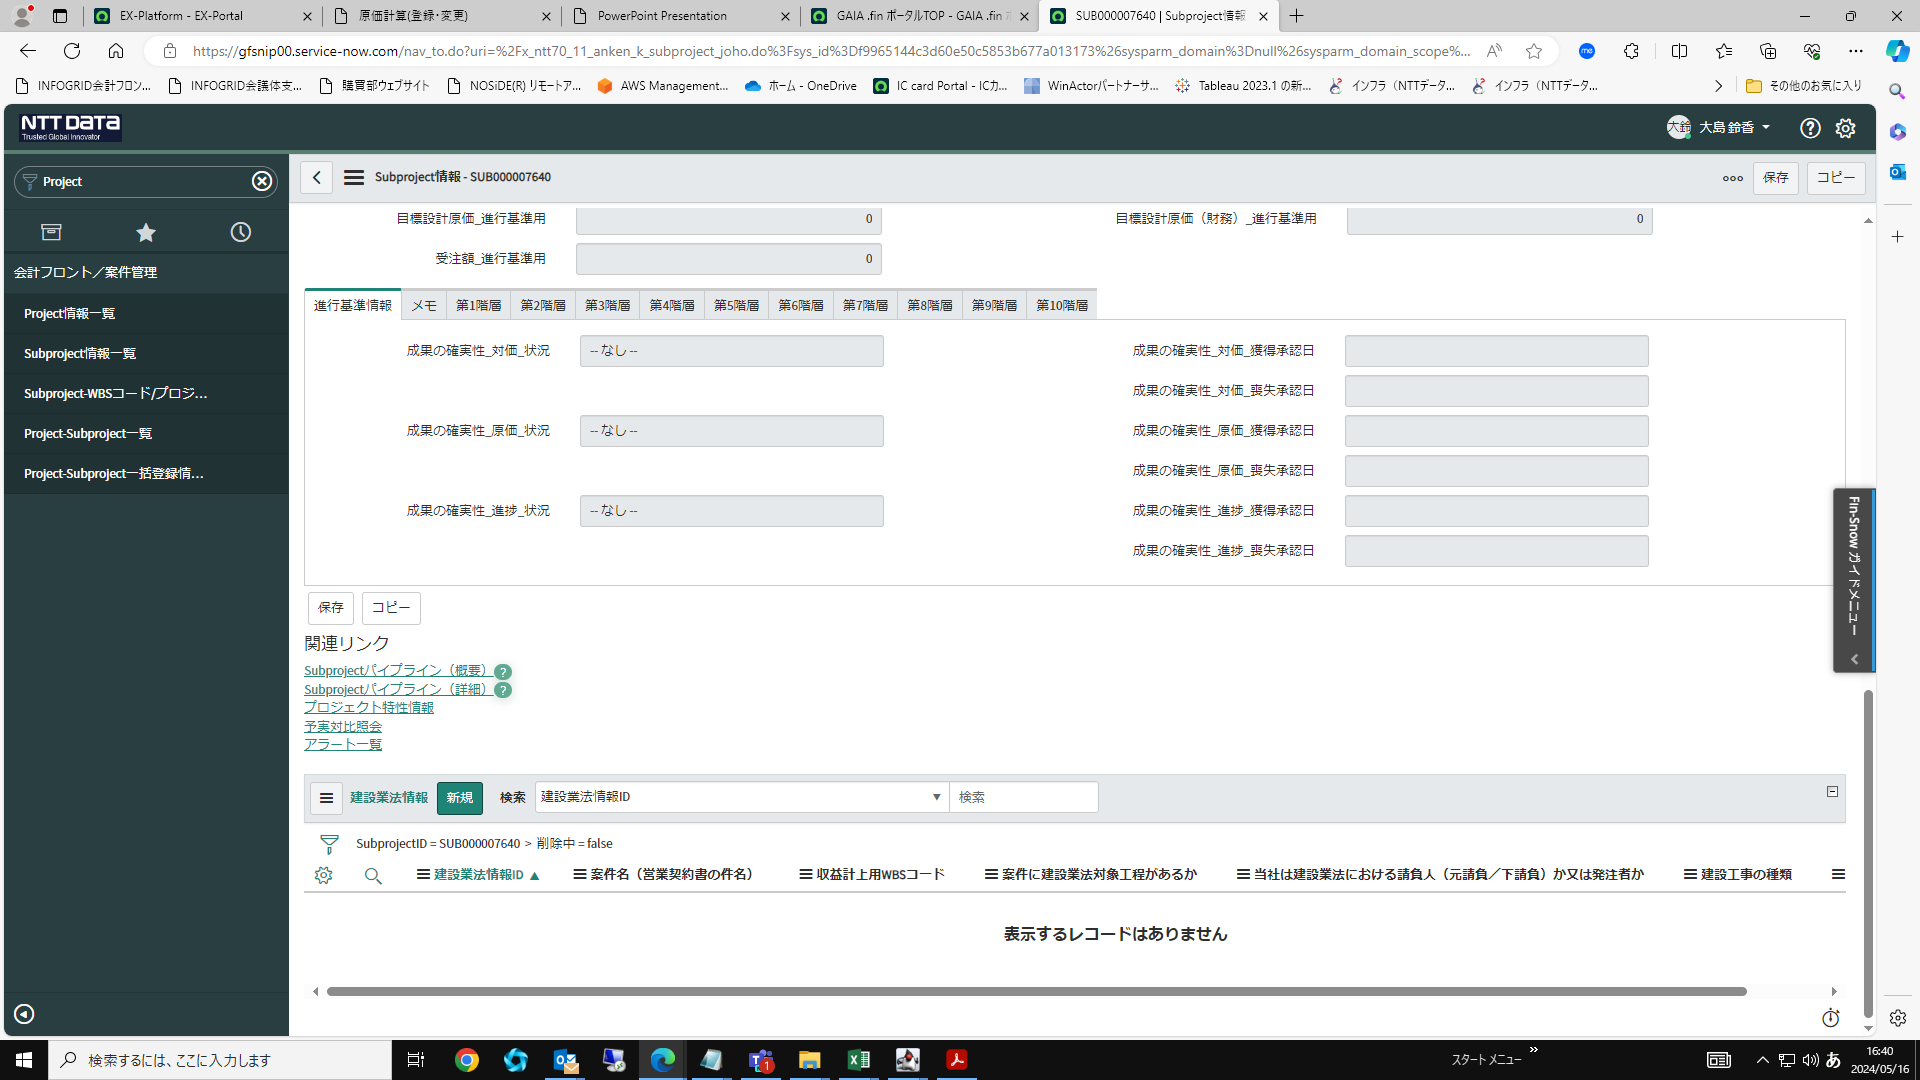 EX-Platform - EX-Portal
原価計算(登録・変更)
PowerPoint Presentation
GAIA .fin ポータルTOP - GAIA .fin ポ
SUB000007640 | Subproject情報
https://gfsnip00.service-now.com/nav_to.do?uri=%2Fx_ntt70_11_anken_k_subproject_joho.do%3Fsys_id%3Df9965144c3d60e50c5853b677a013173%26sysparm_domain%3Dnull%26sysparm_domain_scope%...
INFOGRID会計フロン...
INFOGRID会議体支...
購買部ウェブサイト
NOSiDE(R) リモートア...
AWS Management...
ホーム - OneDrive
IC card Portal - ICカ...
WinActorパートナーサ...
Tableau 2023.1 の新...
インフラ（NTTデータ...
インフラ（NTTデータ...
その他のお気に入り
NTT DATA
Trusted Global Innovator
大鈴
大島 鈴香
Project
Subproject情報 - SUB000007640
保存
コピー
会計フロント／案件管理
Project情報一覧
Subproject情報一覧
Subproject-WBSコード/プロジ...
Project-Subproject一覧
Project-Subproject一括登録情...
目標設計原価_進行基準用
0
目標設計原価（財務）_進行基準用
0
受注額_進行基準用
0
進行基準情報
メモ
第1階層
第2階層
第3階層
第4階層
第5階層
第6階層
第7階層
第8階層
第9階層
第10階層
成果の確実性_対価_状況
-- なし --
成果の確実性_対価_獲得承認日
成果の確実性_対価_喪失承認日
成果の確実性_原価_状況
-- なし --
成果の確実性_原価_獲得承認日
成果の確実性_原価_喪失承認日
成果の確実性_進捗_状況
-- なし --
成果の確実性_進捗_獲得承認日
成果の確実性_進捗_喪失承認日
Fin-Snow ガイドメニュー
保存
コピー
関連リンク
Subprojectパイプライン（概要） ?
Subprojectパイプライン（詳細） ?
プロジェクト特性情報
予実対比照会
アラート一覧
建設業法情報
新規
検索
建設業法情報ID
検索
SubprojectID = SUB000007640 > 削除中 = false
建設業法情報ID ▲
案件名（営業契約書の件名）
収益計上用WBSコード
案件に建設業法対象工程があるか
当社は建設業法における請負人（元請負／下請負）か又は発注者か
建設工事の種類
表示するレコードはありません
検索するには、ここに入力します
1
スタート メニュー
あ
16:40
2024/05/16